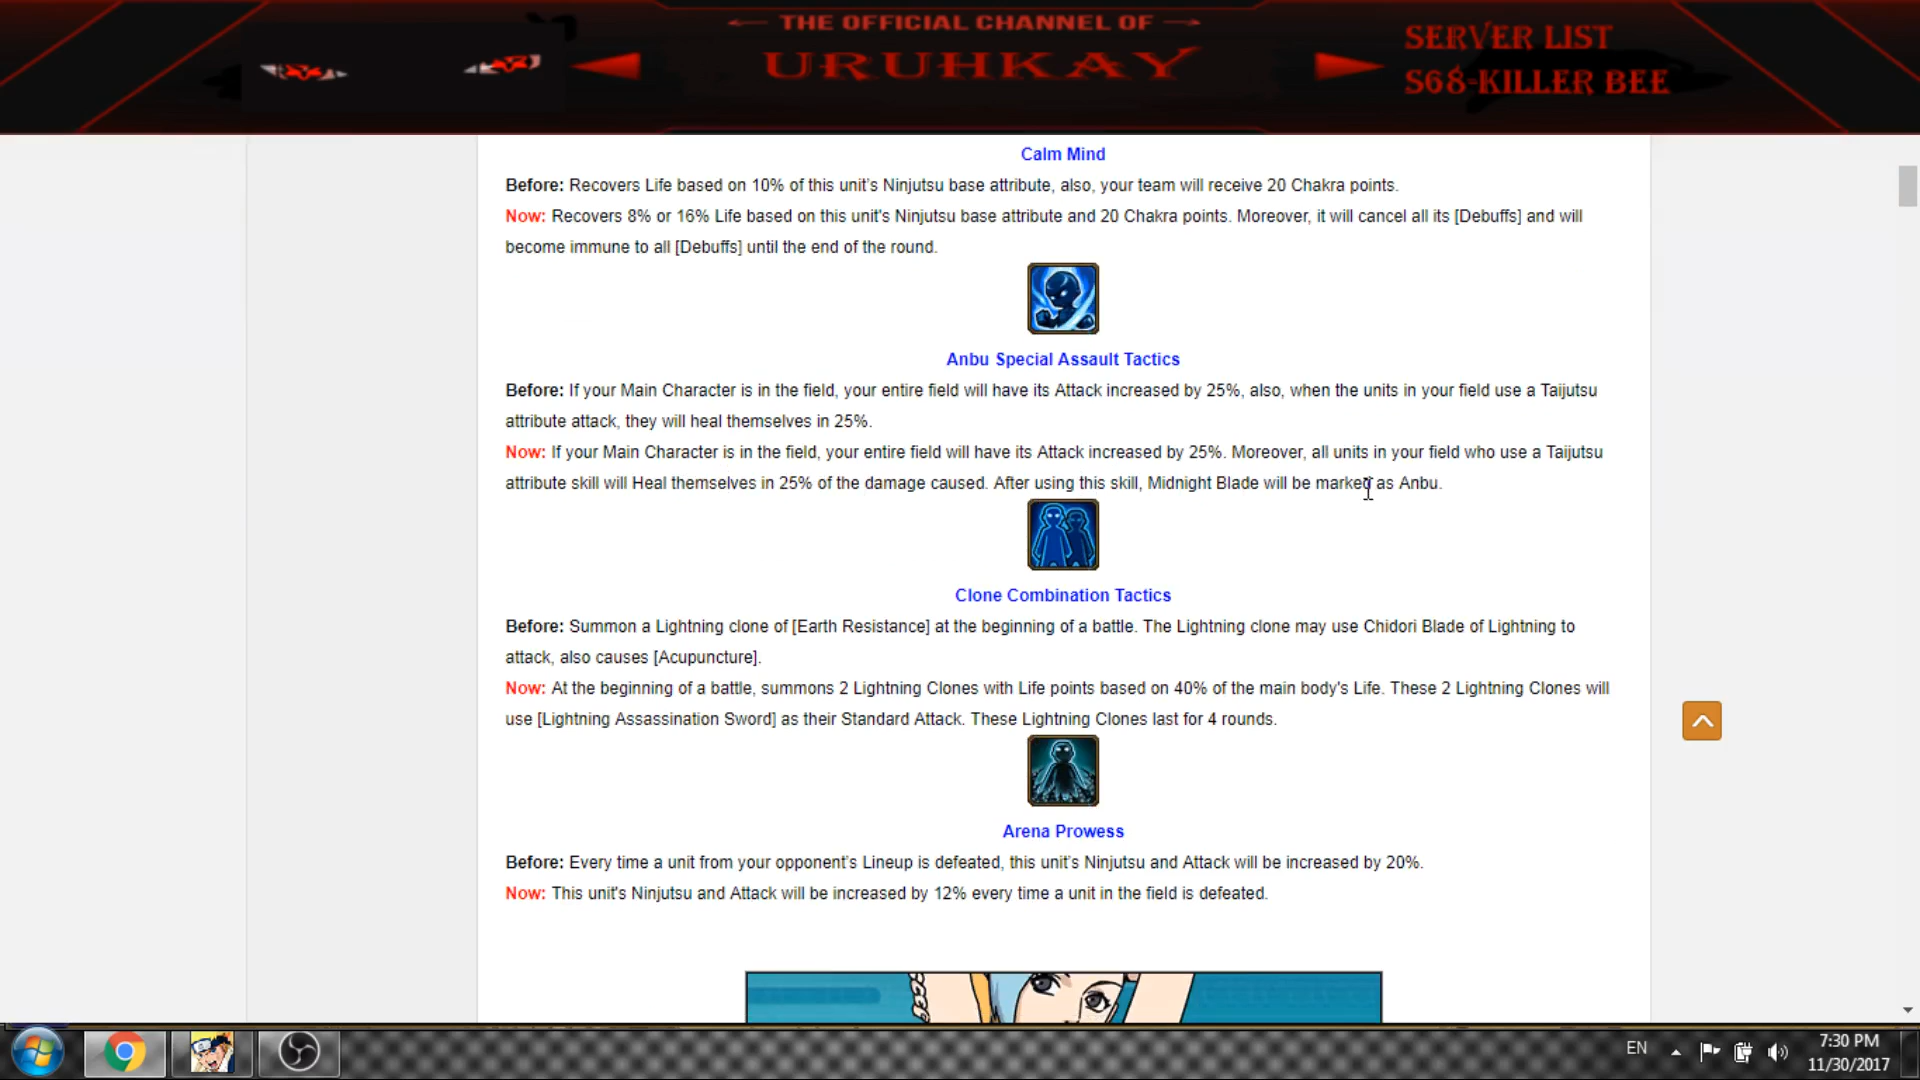 THE OFFICIAL CHANNEL OF
URUHKAY
SERVER LIST
S68-KILLER BEE
Calm Mind
Before: Recovers Life based on 10% of this unit's Ninjutsu base attribute, also, your team will receive 20 Chakra points.
Now: Recovers 8% or 16% Life based on this unit's Ninjutsu base attribute and 20 Chakra points. Moreover, it will cancel all its [Debuffs] and will
become immune to all [Debuffs] until the end of the round.
Anbu Special Assault Tactics
Before: If your Main Character is in the field, your entire field will have its Attack increased by 25%, also, when the units in your field use a Taijutsu
attribute attack, they will heal themselves in 25%.
Now: If your Main Character is in the field, your entire field will have its Attack increased by 25%. Moreover, all units in your field who use a Taijutsu
attribute skill will Heal themselves in 25% of the damage caused. After using this skill, Midnight Blade will be marked as Anbu.
Clone Combination Tactics
Before: Summon a Lightning clone of [Earth Resistance] at the beginning of a battle. The Lightning clone may use Chidori Blade of Lightning to
attack, also causes [Acupuncture].
Now: At the beginning of a battle, summons 2 Lightning Clones with Life points based on 40% of the main body's Life. These 2 Lightning Clones will
use [Lightning Assassination Sword] as their Standard Attack. These Lightning Clones last for 4 rounds.
Arena Prowess
Before: Every time a unit from your opponent's Lineup is defeated, this unit's Ninjutsu and Attack will be increased by 20%.
Now: This unit's Ninjutsu and Attack will be increased by 12% every time a unit in the field is defeated.
EN
7:30 PM
11/30/2017